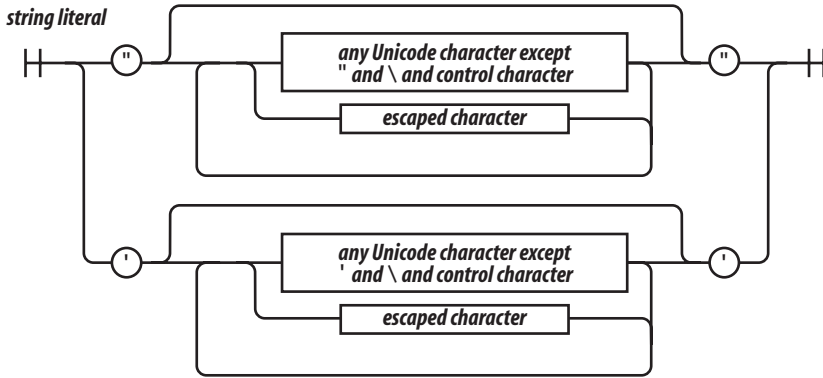 string literal
"
any Unicode character except
" and \ and control character
"
escaped character
'
any Unicode character except
' and \ and control character
'
escaped character